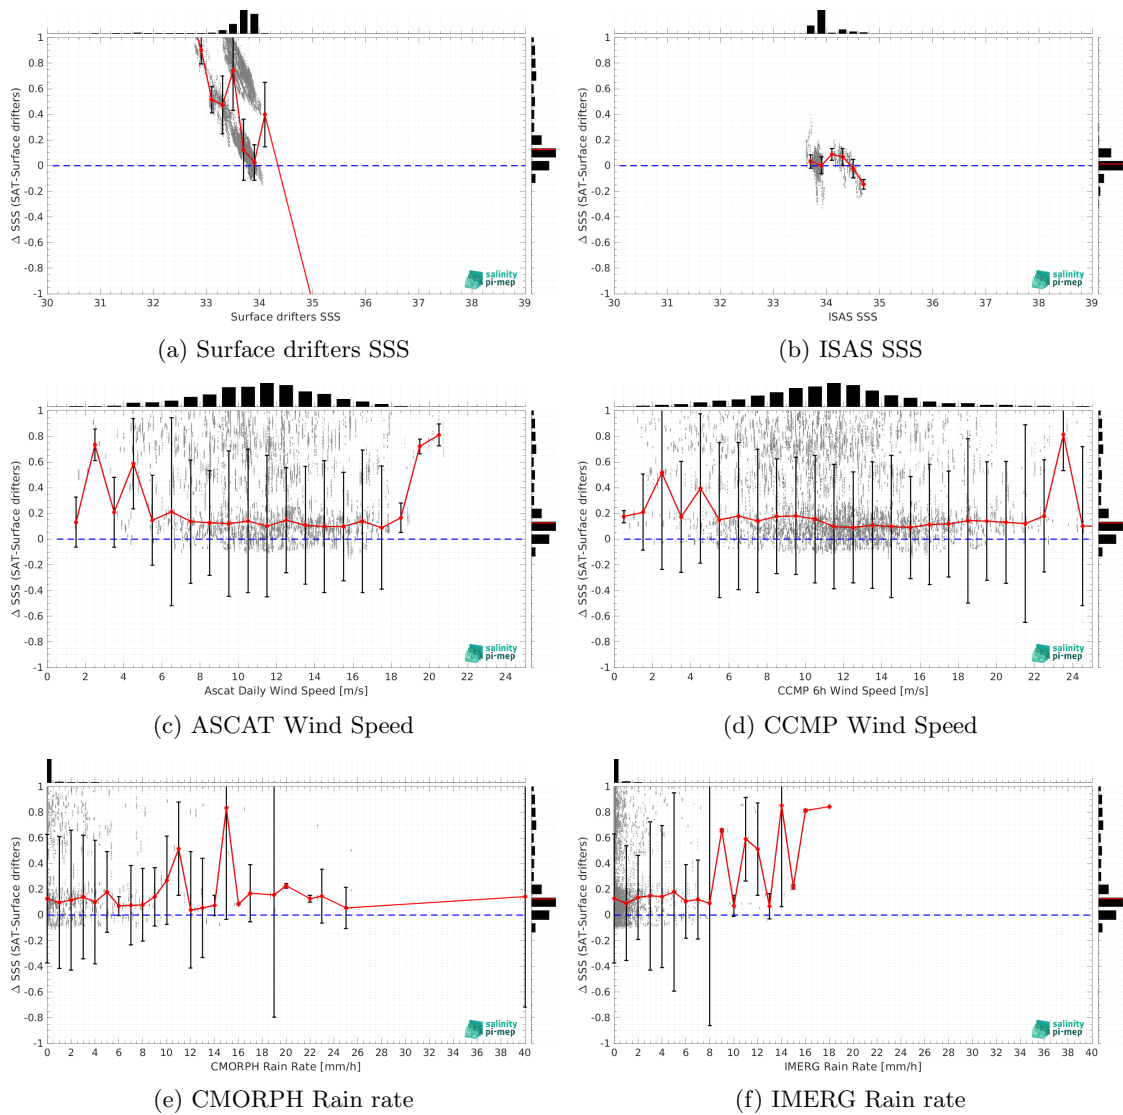 1
0.8
0.6
0.4
0.2
0
-0.2
-0.4
-0.6
-0.8
-1
Δ SSS (SAT-Surface drifters)
30 31 32 33 34 35 36 37 38 39
Surface drifters SSS
salinity
pi-mep
(a) Surface drifters SSS
1
0.8
0.6
0.4
0.2
0
-0.2
-0.4
-0.6
-0.8
-1
Δ SSS (SAT-Surface drifters)
30 31 32 33 34 35 36 37 38 39
ISAS SSS
salinity
pi-mep
(b) ISAS SSS
1
0.8
0.6
0.4
0.2
0
-0.2
-0.4
-0.6
-0.8
-1
Δ SSS (SAT-Surface drifters)
0 2 4 6 8 10 12 14 16 18 20 22 24
Ascat Daily Wind Speed [m/s]
salinity
pi-mep
(c) ASCAT Wind Speed
1
0.8
0.6
0.4
0.2
0
-0.2
-0.4
-0.6
-0.8
-1
Δ SSS (SAT-Surface drifters)
0 2 4 6 8 10 12 14 16 18 20 22 24
CCMP 6h Wind Speed [m/s]
salinity
pi-mep
(d) CCMP Wind Speed
1
0.8
0.6
0.4
0.2
0
-0.2
-0.4
-0.6
-0.8
-1
Δ SSS (SAT-Surface drifters)
0 2 4 6 8 10 12 14 16 18 20 22 24 26 28 30 32 34 36 38 40
CMORPH Rain Rate [mm/h]
salinity
pi-mep
(e) CMORPH Rain rate
1
0.8
0.6
0.4
0.2
0
-0.2
-0.4
-0.6
-0.8
-1
Δ SSS (SAT-Surface drifters)
0 2 4 6 8 10 12 14 16 18 20 22 24 26 28 30 32 34 36 38 40
IMERG Rain Rate [mm/h]
salinity
pi-mep
(f) IMERG Rain rate